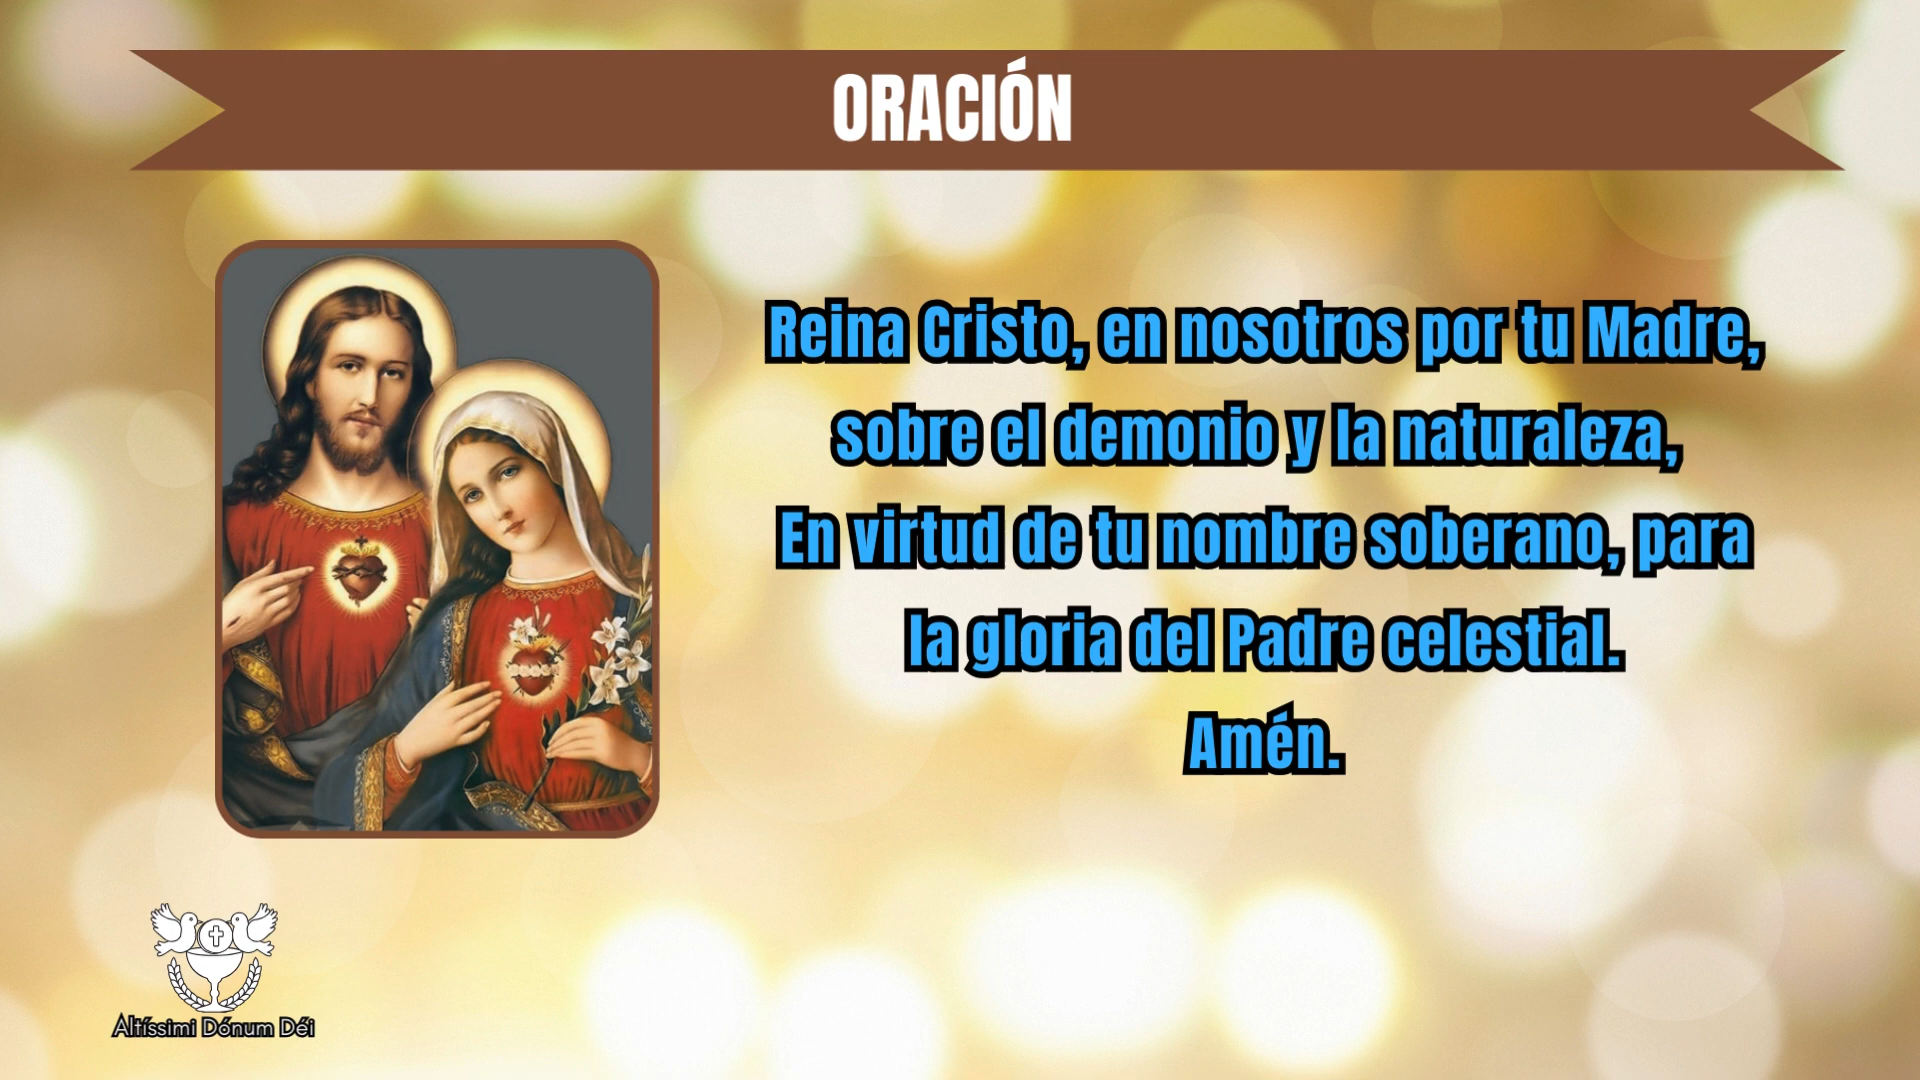 ORACIÓN
Reina Cristo, en nosotros por tu Madre,
sobre el demonio y la naturaleza,
En virtud de tu nombre soberano, para
la gloria del Padre celestial.
Amén.
Altíssimi Dónum Déi